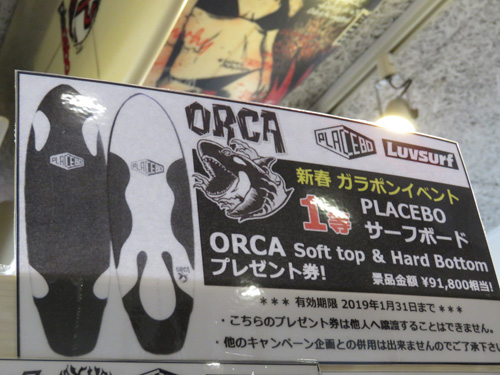 ORCA
PLACEBO
Luvsurf
PLACEBO
PLACEBO
新春 ガラポンイベント
1等 PLACEBO
サーフボード
ORCA Soft top & Hard Bottom
プレゼント券! 景品金額 ¥91,800相当!
ORCA
*** 有効期限 2019年1月31日まで ***
・こちらのプレゼント券は他人へ譲渡することはできません。
・他のキャンペーン企画との併用は出来ませんのでご了承下さい